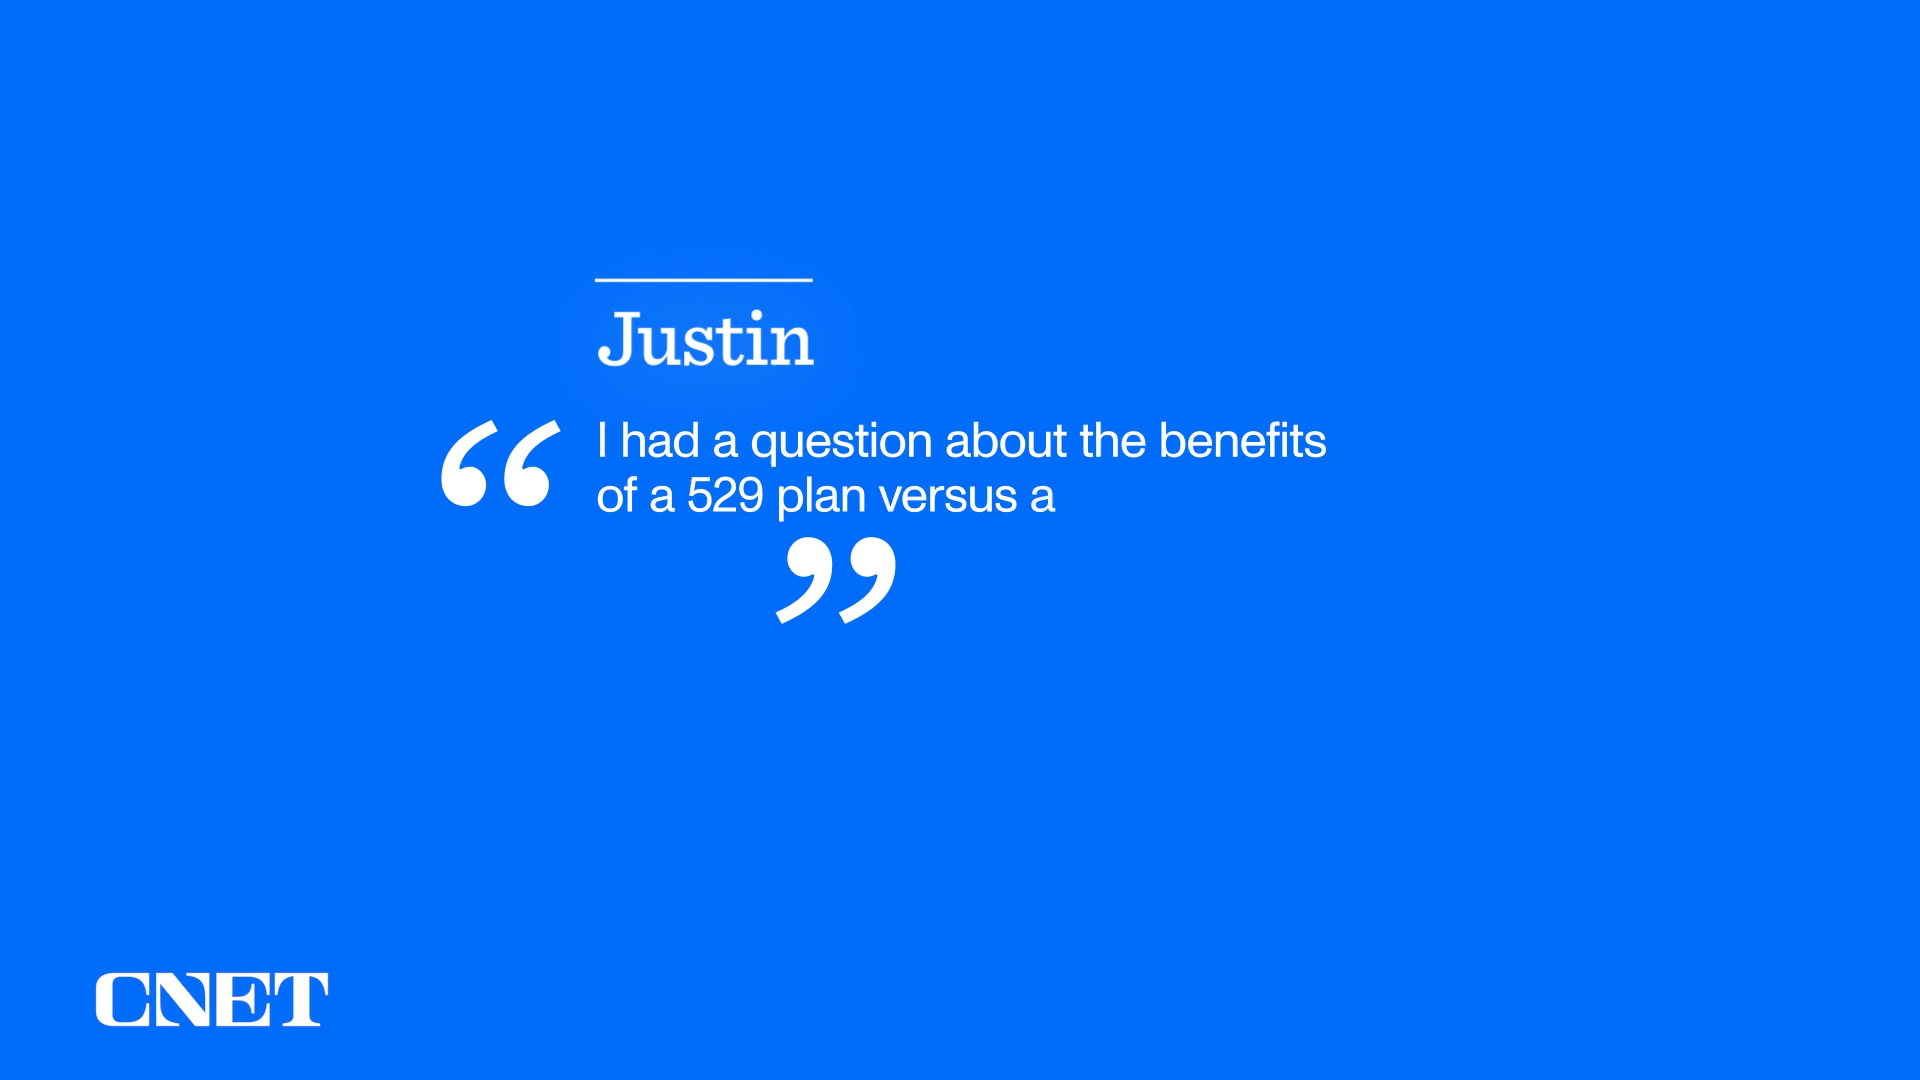 Justin
“ I had a question about the benefits
of a 529 plan versus a
”
CNET